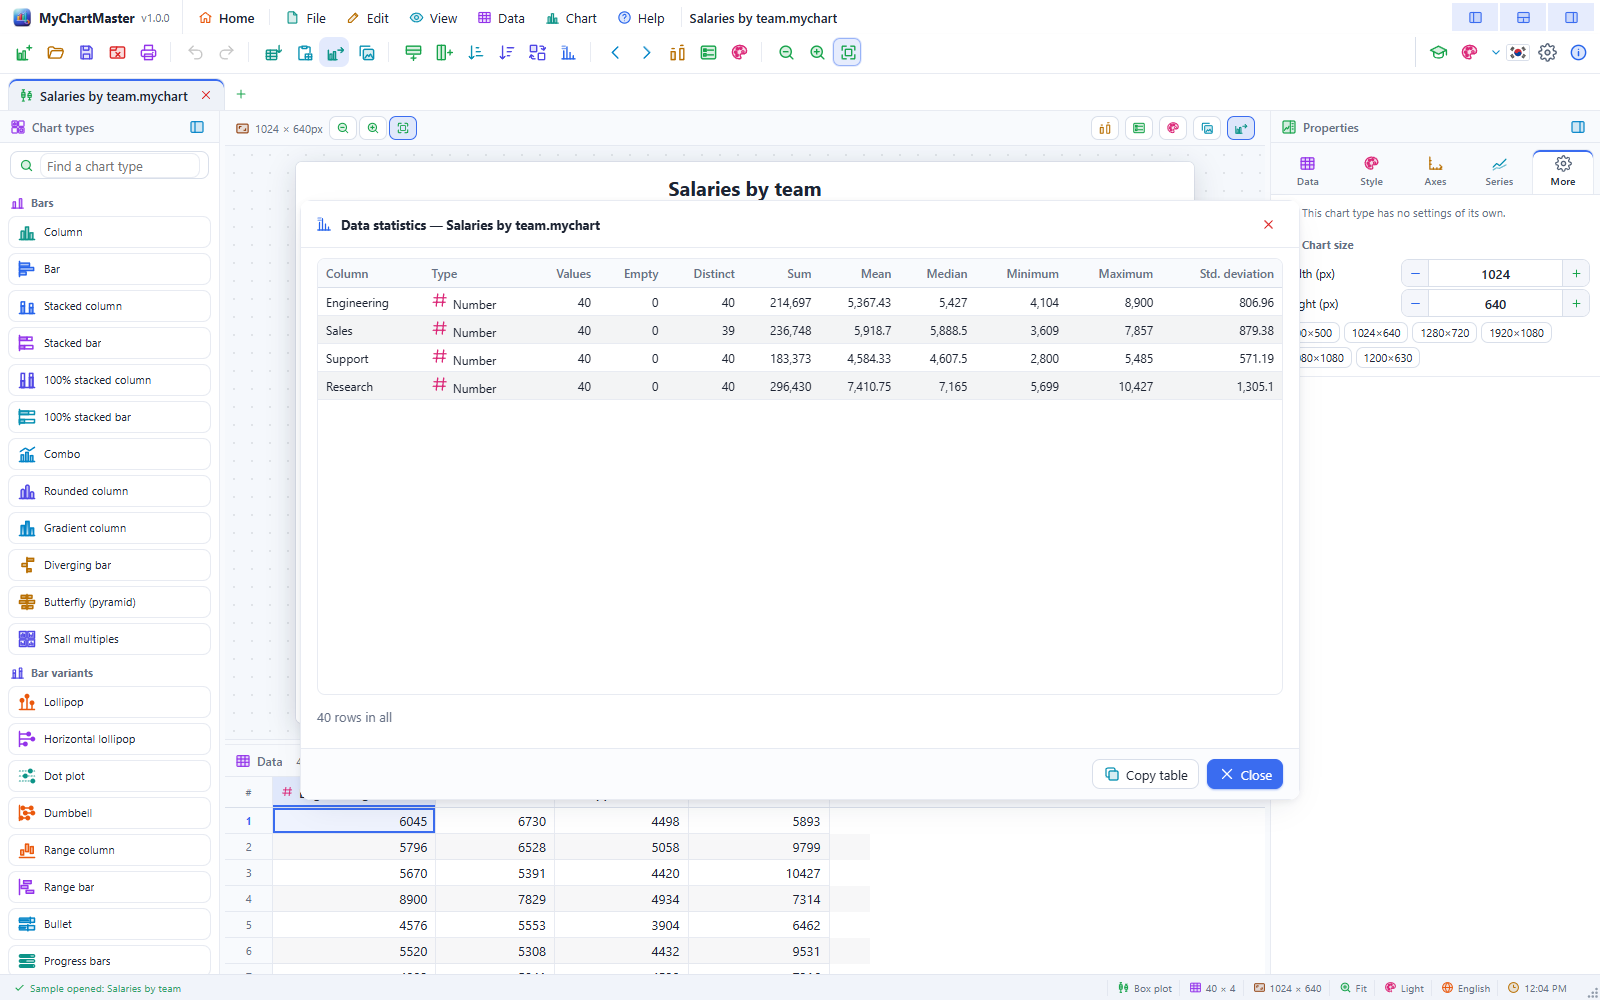 MyChartMaster v1.0.0 Home File Edit View Data Chart Help Salaries by team.mychart
Salaries by team.mychart
Chart types
1024 × 640px
Properties
Find a chart type
Data Style Axes Series More
Bars
Column
Bar
Stacked column
Stacked bar
100% stacked column
100% stacked bar
Combo
Rounded column
Gradient column
Diverging bar
Butterfly (pyramid)
Small multiples
Bar variants
Lollipop
Horizontal lollipop
Dot plot
Dumbbell
Range column
Range bar
Bullet
Progress bars
Salaries by team
Data statistics — Salaries by team.mychart
Column Type Values Empty Distinct Sum Mean Median Minimum Maximum Std. deviation
Engineering # Number 40 0 40 214,697 5,367.43 5,427 4,104 8,900 806.96
Sales # Number 40 0 39 236,748 5,918.7 5,888.5 3,609 7,857 879.38
Support # Number 40 0 40 183,373 4,584.33 4,607.5 2,800 5,485 571.19
Research # Number 40 0 40 296,430 7,410.75 7,165 5,699 10,427 1,305.1
40 rows in all
Copy table Close
This chart type has no settings of its own.
Chart size
(px) 1024
(px) 640
1024×640 1280×720 1920×1080
1200×630
Data
# #
1 6045 6730 4498 5893
2 5796 6528 5058 9799
3 5670 5391 4420 10427
4 8900 7829 4934 7314
5 4576 5553 3904 6462
6 5520 5308 4432 9531
Sample opened: Salaries by team
Box plot 40 × 4 1024 × 640 Fit Light English 12:04 PM